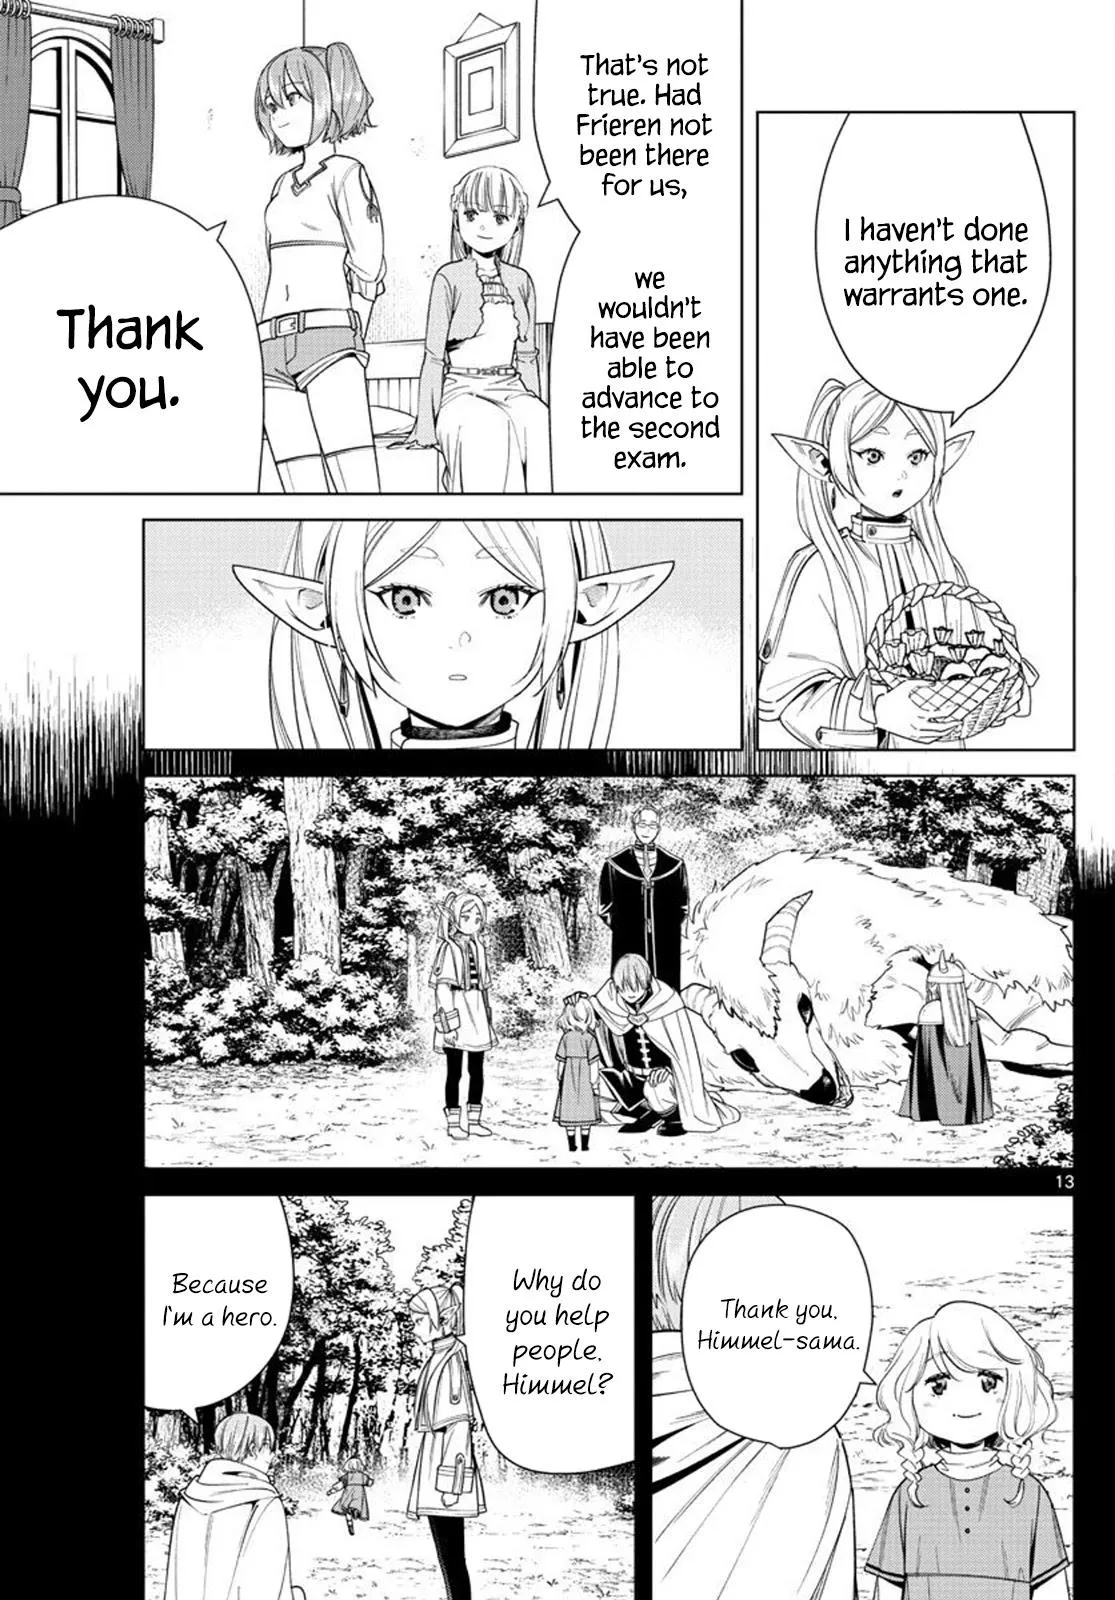 I haven't done
anything that
warrants one.
That's not
true. Had
Frieren not
been there
for us,
we
wouldn't
have been
able to
advance to
the second
exam.
Thank
you.
13
Thank you,
Himmel-sama.
Why do
you help
people,
Himmel?
Because
I'm a hero.